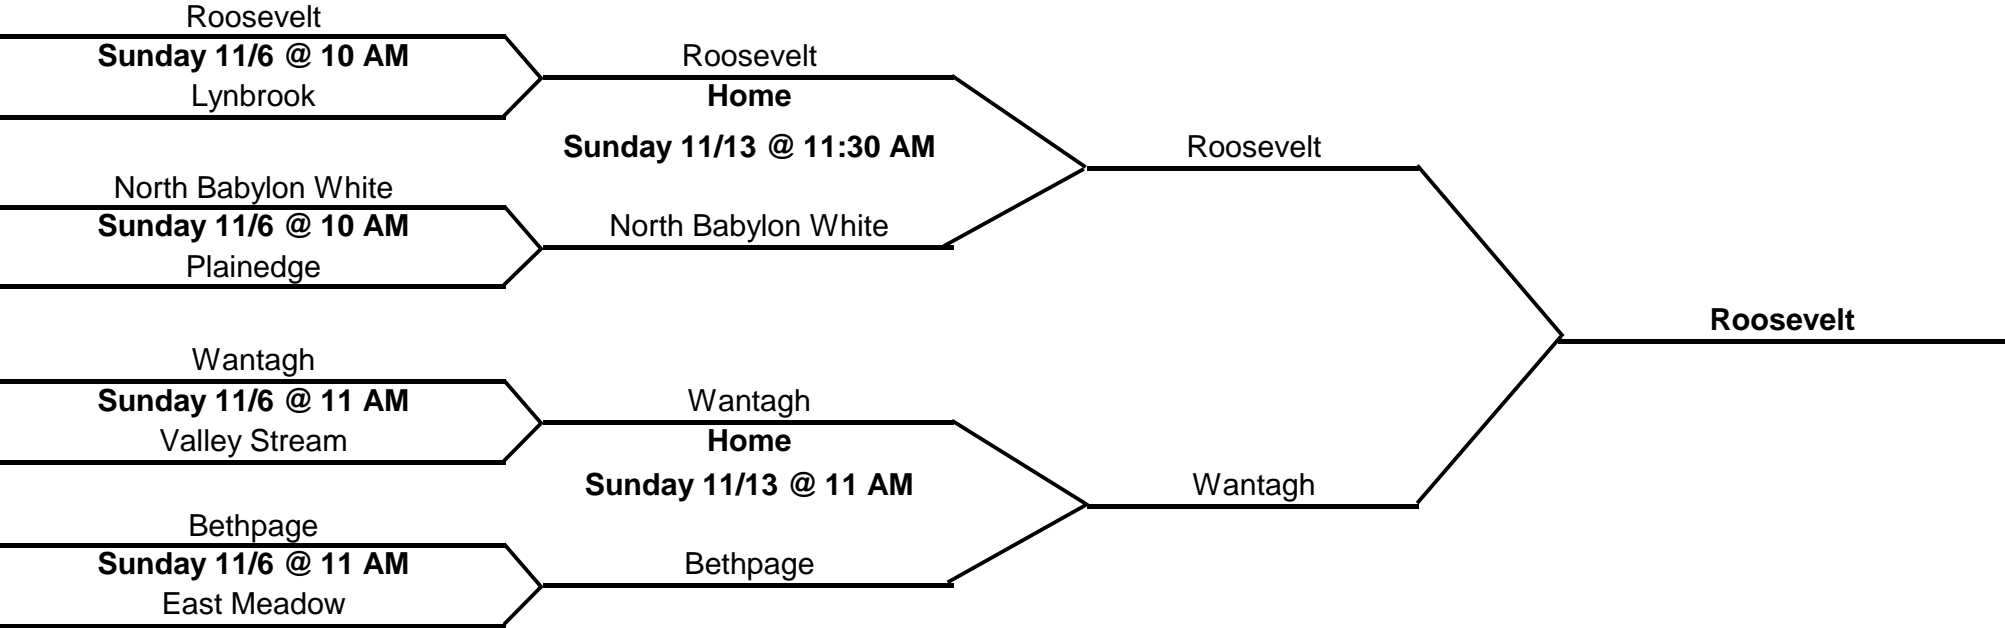 Roosevelt
Sunday 11/6 @ 10 AM
Lynbrook
Roosevelt
Home
Sunday 11/13 @ 11:30 AM
Roosevelt
North Babylon White
Sunday 11/6 @ 10 AM
Plainedge
North Babylon White
Roosevelt
Wantagh
Sunday 11/6 @ 11 AM
Valley Stream
Wantagh
Home
Sunday 11/13 @ 11 AM
Wantagh
Bethpage
Sunday 11/6 @ 11 AM
East Meadow
Bethpage